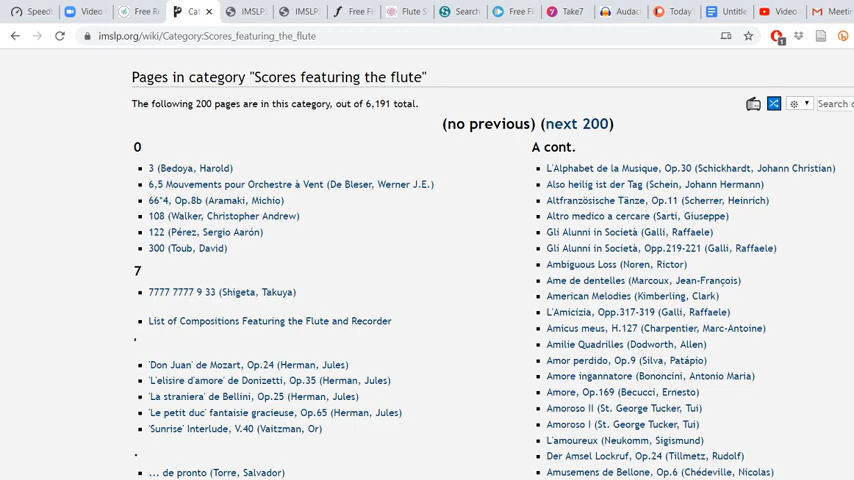 Speedt
Video
Free R
Cat
IMSLP
IMSLP
Free Fl
Flute S
Search
Free Fl
Take7
Audac
Today'
Untitle
Video
Meetin
imslp.org/wiki/Category:Scores_featuring_the_flute
Pages in category "Scores featuring the flute"
The following 200 pages are in this category, out of 6,191 total.
Search c
(no previous) (next 200)
0
3 (Bedoya, Harold)
6,5 Mouvements pour Orchestre à Vent (De Bleser, Werner J.E.)
66°4, Op.8b (Aramaki, Michio)
108 (Walker, Christopher Andrew)
122 (Pérez, Sergio Aarón)
300 (Toub, David)
7
7777 7777 9 33 (Shigeta, Takuya)
List of Compositions Featuring the Flute and Recorder
'
'Don Juan' de Mozart, Op.24 (Herman, Jules)
'L'elisire d'amore' de Donizetti, Op.35 (Herman, Jules)
'La straniera' de Bellini, Op.25 (Herman, Jules)
'Le petit duc' fantaisie gracieuse, Op.65 (Herman, Jules)
'Sunrise' Interlude, V.40 (Vaitzman, Or)
.
... de pronto (Torre, Salvador)
A cont.
L'Alphabet de la Musique, Op.30 (Schickhardt, Johann Christian)
Also heilig ist der Tag (Schein, Johann Hermann)
Altfranzösische Tänze, Op.11 (Scherrer, Heinrich)
Altro medico a cercare (Sarti, Giuseppe)
Gli Alunni in Società (Galli, Raffaele)
Gli Alunni in Società, Opp.219-221 (Galli, Raffaele)
Ambiguous Loss (Noren, Rictor)
Ame de dentelles (Marcoux, Jean-François)
American Melodies (Kimberling, Clark)
L'Amicizia, Opp.317-319 (Galli, Raffaele)
Amicus meus, H.127 (Charpentier, Marc-Antoine)
Amilie Quadrilles (Dodworth, Allen)
Amor perdido, Op.9 (Silva, Patápio)
Amore ingannatore (Bononcini, Antonio Maria)
Amore, Op.169 (Becucci, Ernesto)
Amoroso II (St. George Tucker, Tui)
Amoroso I (St. George Tucker, Tui)
L'amoureux (Neukomm, Sigismund)
Der Amsel Lockruf, Op.24 (Tillmetz, Rudolf)
Amusemens de Bellone, Op.6 (Chédeville, Nicolas)